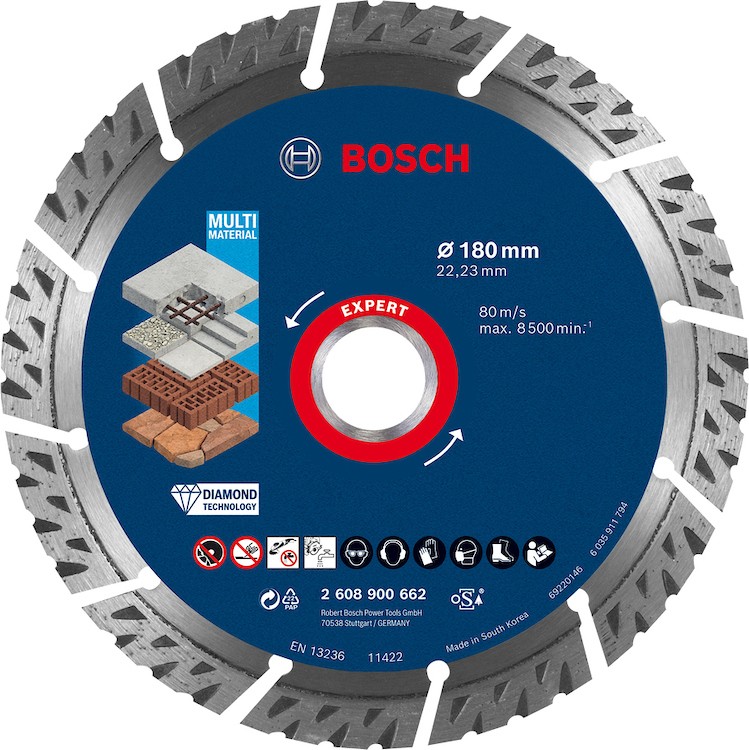 BOSCH
MULTI
MATERIAL
Ø 180 mm
22,23 mm
80 m/s
max. 8 500 min.-1
EXPERT
DIAMOND
TECHNOLOGY
22
PAP
2 608 900 662
Robert Bosch Power Tools GmbH
70538 Stuttgart / GERMANY
oSA
EN 13236
11422
Made in South Korea
69220146
6 035 911 794